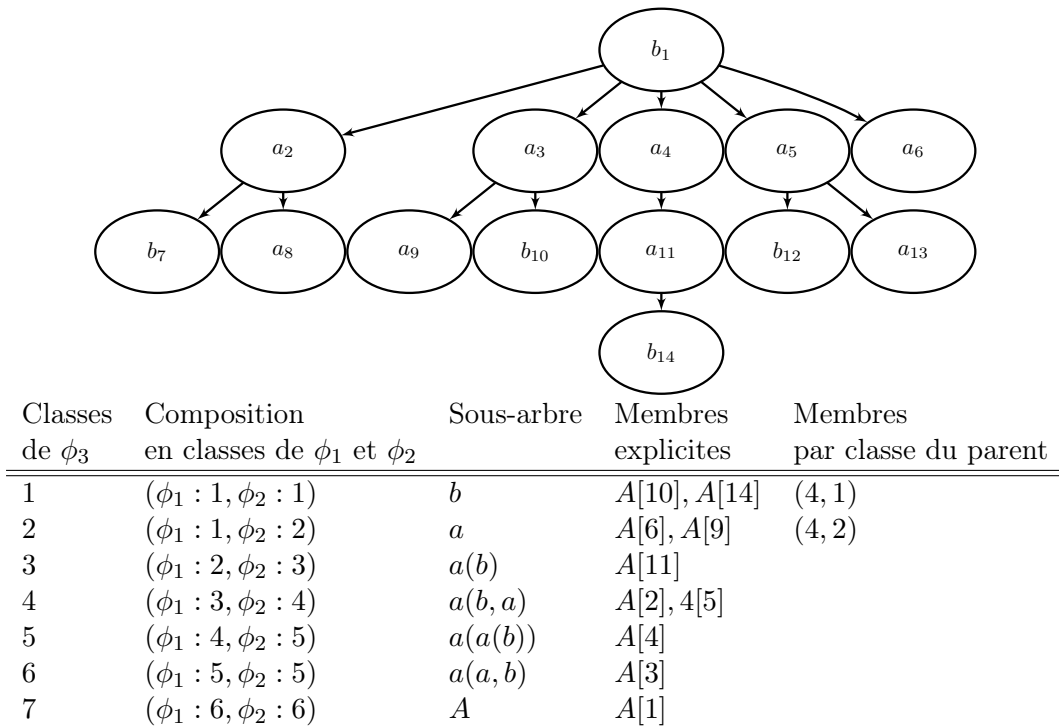 b₁
a₂ a₃ a₄ a₅ a₆
b₇ a₈ a₉ b₁₀ a₁₁ b₁₂ a₁₃
b₁₄
Classes Composition Sous-arbre Membres Membres
de ϕ₃ en classes de ϕ₁ et ϕ₂ explicites par classe du parent
1 (ϕ₁ : 1, ϕ₂ : 1) b A[10], A[14] (4, 1)
2 (ϕ₁ : 1, ϕ₂ : 2) a A[6], A[9] (4, 2)
3 (ϕ₁ : 2, ϕ₂ : 3) a(b) A[11]
4 (ϕ₁ : 3, ϕ₂ : 4) a(b, a) A[2], 4[5]
5 (ϕ₁ : 4, ϕ₂ : 5) a(a(b)) A[4]
6 (ϕ₁ : 5, ϕ₂ : 5) a(a, b) A[3]
7 (ϕ₁ : 6, ϕ₂ : 6) A A[1]